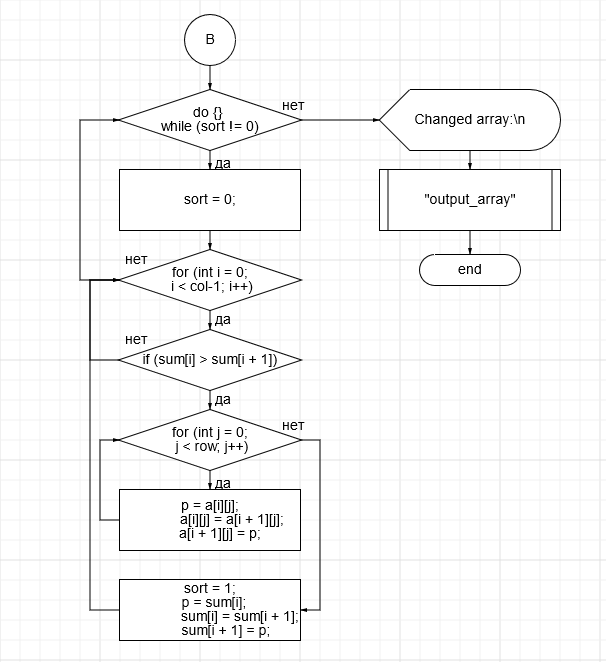 B
do {}
while (sort != 0)
нет
Changed array:\n
да
sort = 0;
"output_array"
end
нет
for (int i = 0;
i < col-1; i++)
да
нет
if (sum[i] > sum[i + 1])
да
for (int j = 0;
j < row; j++)
нет
да
p = a[i][j];
a[i][j] = a[i + 1][j];
a[i + 1][j] = p;
sort = 1;
p = sum[i];
sum[i] = sum[i + 1];
sum[i + 1] = p;